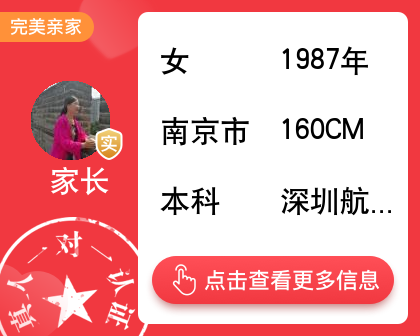 完美亲家
女 1987年
南京市 160CM
实
家长
本科 深圳航...
真人一对一认证
点击查看更多信息